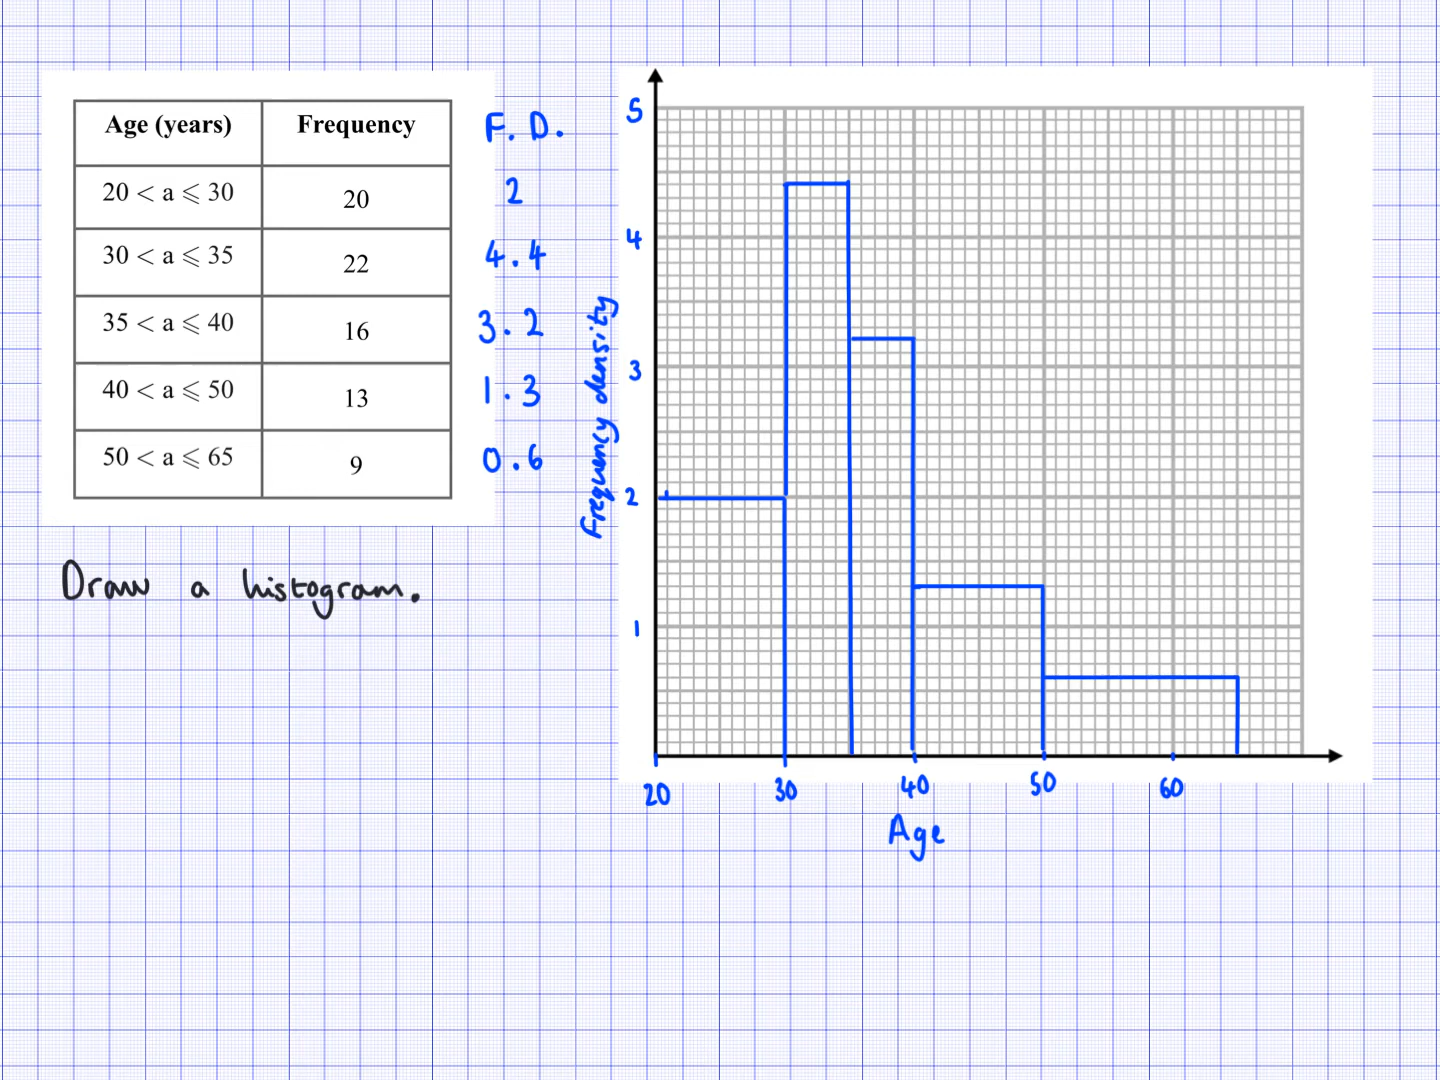 Age (years) Frequency F. D.
20 < a ⩽ 30 20 2
30 < a ⩽ 35 22 4.4
35 < a ⩽ 40 16 3.2
40 < a ⩽ 50 13 1.3
50 < a ⩽ 65 9 0.6
Draw a histogram.
Frequency density
5
4
3
2
1
20 30 40 50 60
Age